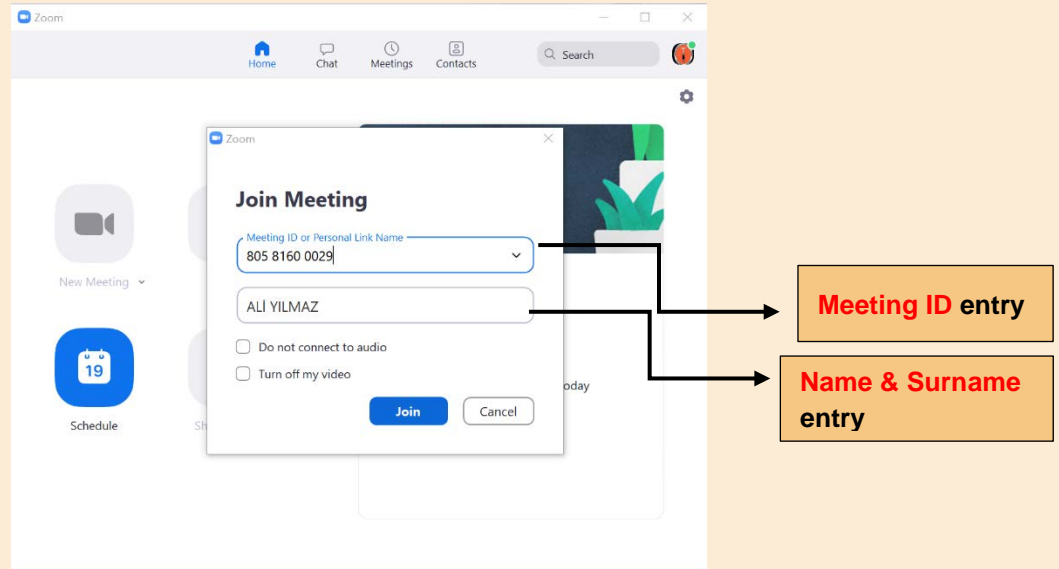 Zoom
Home
Chat
Meetings
Contacts
Search
Zoom
Join Meeting
Meeting ID or Personal Link Name
805 8160 0029
ALİ YILMAZ
Do not connect to audio
Turn off my video
Join
Cancel
New Meeting
19
Schedule
Sh
oday
Meeting ID entry
Name & Surname
entry